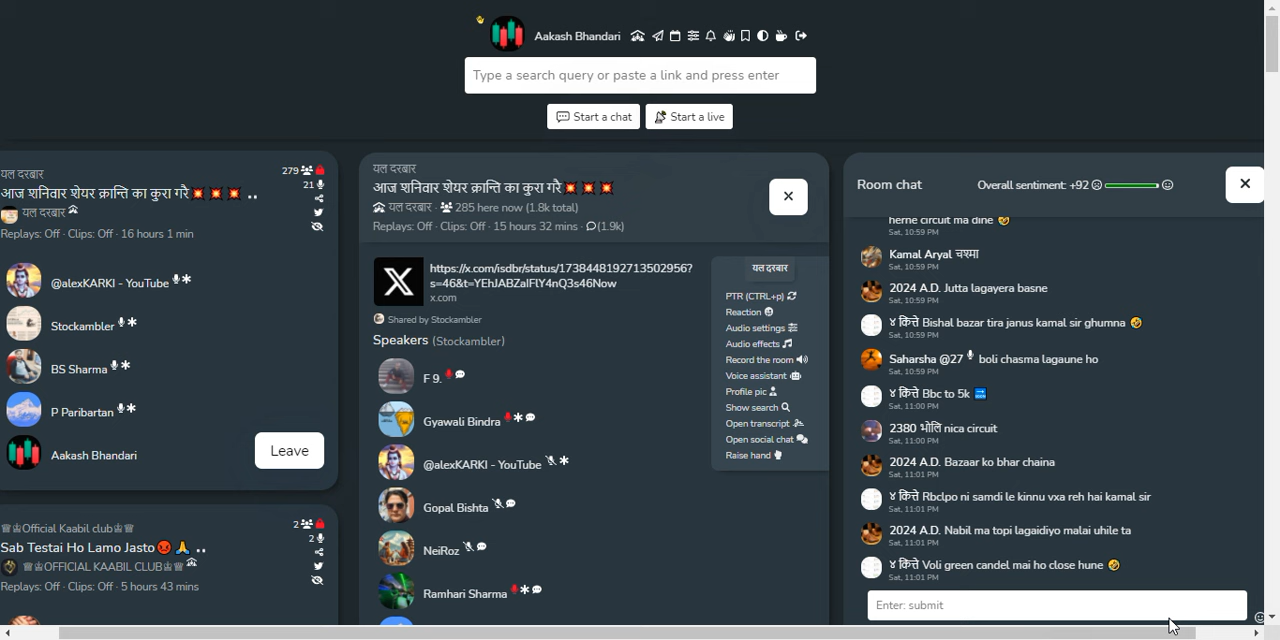 Aakash Bhandari
Type a search query or paste a link and press enter
Start a chat
Start a live
यल दरबार
279
आज शनिवार शेयर क्रान्ति का कुरा गरै💥💥💥 ..
21
यल दरबार
Replays: Off · Clips: Off · 16 hours 1 min
@alexKARKI - YouTube
Stockambler
BS Sharma
P Paribartan
Aakash Bhandari
Leave
♕♔Official Kaabil club♔♕
2
Sab Testai Ho Lamo Jasto😡🙏 ..
2
♕♔OFFICIAL KAABIL CLUB♔♕
Replays: Off · Clips: Off · 5 hours 43 mins
यल दरबार
आज शनिवार शेयर क्रान्ति का कुरा गरै💥💥💥
यल दरबार · 285 here now (1.8k total)
Replays: Off · Clips: Off · 15 hours 32 mins · (1.9k)
https://x.com/isdbr/status/1738448192713502956?
s=46&t=YEhJABZaIFlY4nQ3s46Now
x.com
Shared by Stockambler
Speakers (Stockambler)
F 9.
Gyawali Bindra
@alexKARKI - YouTube
Gopal Bishta
NeiRoz
Ramhari Sharma
यल दरबार
PTR (CTRL+p)
Reaction
Audio settings
Audio effects
Record the room
Voice assistant
Profile pic
Show search
Open transcript
Open social chat
Raise hand
Room chat
Overall sentiment: +92
herne circuit ma dine 🤣
Sat, 10:59 PM
Kamal Aryal चश्मा
Sat, 10:59 PM
2024 A.D. Jutta lagayera basne
Sat, 10:59 PM
४ कित्ते Bishal bazar tira janus kamal sir ghumna 🤣
Sat, 10:59 PM
Saharsha @27 boli chasma lagaune ho
Sat, 10:59 PM
४ कित्ते Bbc to 5k 🔜
Sat, 11:00 PM
2380 भोलि nica circuit
Sat, 11:00 PM
2024 A.D. Bazaar ko bhar chaina
Sat, 11:01 PM
४ कित्ते Rbclpo ni samdi le kinnu vxa reh hai kamal sir
Sat, 11:01 PM
2024 A.D. Nabil ma topi lagaidiyo malai uhile ta
Sat, 11:01 PM
४ कित्ते Voli green candel mai ho close hune 🤣
Sat, 11:01 PM
Enter: submit